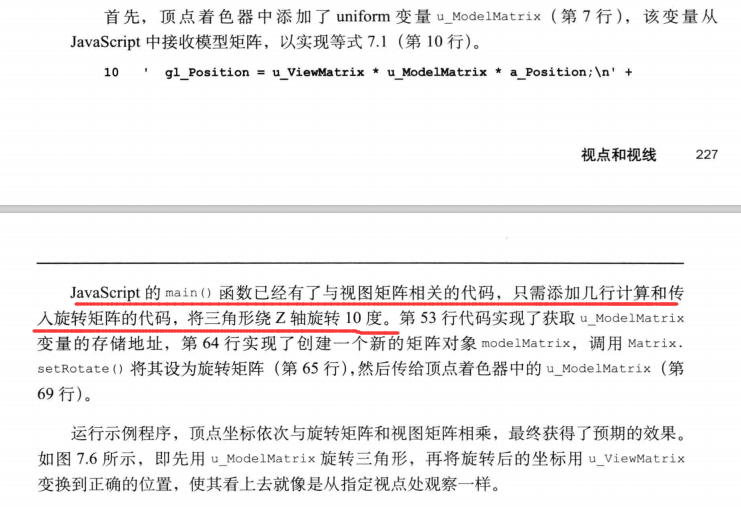 首先，顶点着色器中添加了 uniform 变量 u_ModelMatrix（第 7 行），该变量从
JavaScript 中接收模型矩阵，以实现等式 7.1（第 10 行）。
10 ' gl_Position = u_ViewMatrix * u_ModelMatrix * a_Position;\n' +
视点和视线 227
JavaScript 的 main() 函数已经有了与视图矩阵相关的代码，只需添加几行计算和传
入旋转矩阵的代码，将三角形绕 Z 轴旋转 10 度。第 53 行代码实现了获取 u_ModelMatrix
变量的存储地址，第 64 行实现了创建一个新的矩阵对象 modelMatrix，调用 Matrix.
setRotate() 将其设为旋转矩阵（第 65 行），然后传给顶点着色器中的 u_ModelMatrix（第
69 行）。
运行示例程序，顶点坐标依次与旋转矩阵和视图矩阵相乘，最终获得了预期的效果。
如图 7.6 所示，即先用 u_ModelMatrix 旋转三角形，再将旋转后的坐标用 u_ViewMatrix
变换到正确的位置，使其看上去就像是从指定视点处观察一样。